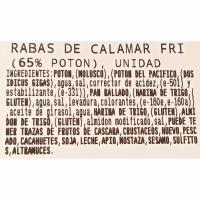 RABAS DE CALAMAR FRI
(65% POTON), UNIDAD
INGREDIENTES:POTON,(MOLUSCO),(POTON DEL PACIFICO,(DOS
IDICUS GIGAS),agua,sal,corrector de acidez,(e-501) y
estabilizante,(e-331)), PAN RALLADO,(HARINA DE TRIGO,(
GLUTEN),agua,sal,levadura,colorantes,(e-160e,e-160a))
,aceite de girasol,agua,HARINA DE TRIGO,(GLUTEN),ALMI
DON DE TRIGO,(GLUTEN),almidon modificado,sal. PUEDE TE
NER TRAZAS DE FRUTOS DE CASCARA,CRUSTACEOS,HUEVO,PESC
ADO,CACAHUETES,SOJA,LECHE,APIO,MOSTAZA,SESAMO,SULFITO
S,ALTRAMUCES.